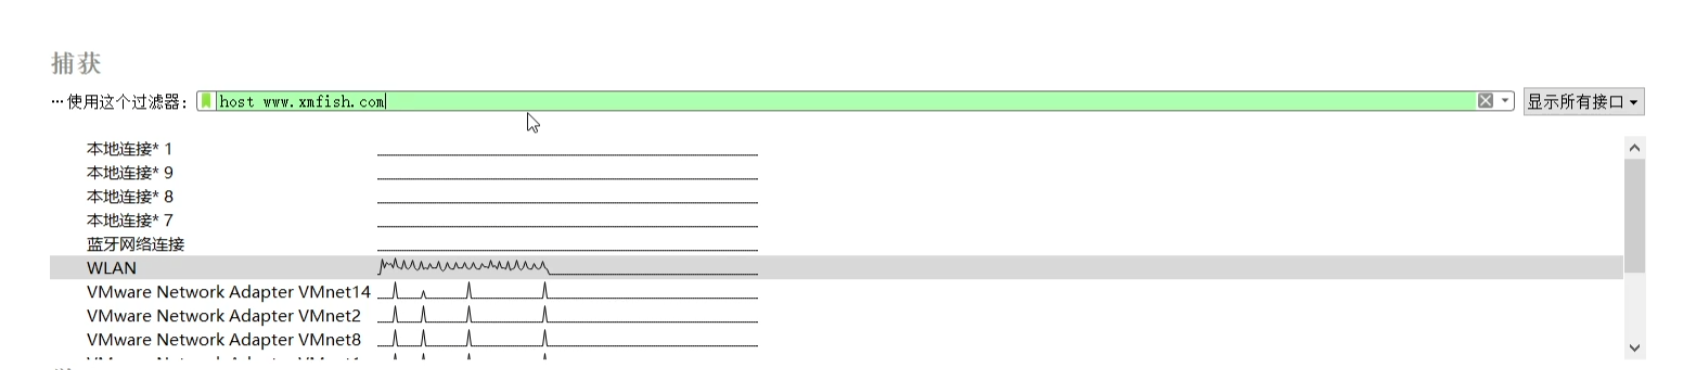 捕获
…使用这个过滤器: host www.xmfish.com 显示所有接口
本地连接* 1
本地连接* 9
本地连接* 8
本地连接* 7
蓝牙网络连接
WLAN
VMware Network Adapter VMnet14
VMware Network Adapter VMnet2
VMware Network Adapter VMnet8